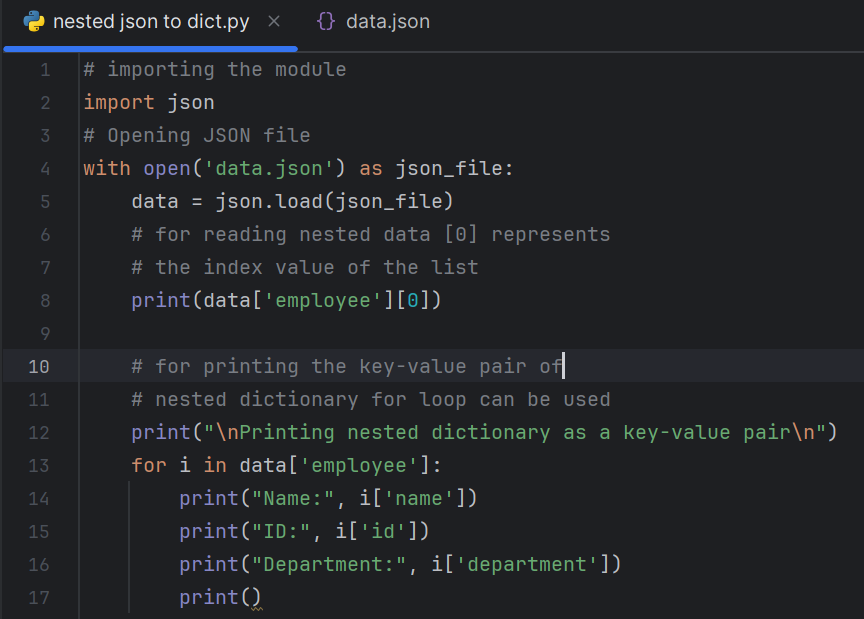 nested json to dict.py × {} data.json
1 # importing the module
2 import json
3 # Opening JSON file
4 with open('data.json') as json_file:
5     data = json.load(json_file)
6     # for reading nested data [0] represents
7     # the index value of the list
8     print(data['employee'][0])
9
10     # for printing the key-value pair of
11     # nested dictionary for loop can be used
12     print("\nPrinting nested dictionary as a key-value pair\n")
13     for i in data['employee']:
14         print("Name:", i['name'])
15         print("ID:", i['id'])
16         print("Department:", i['department'])
17         print()